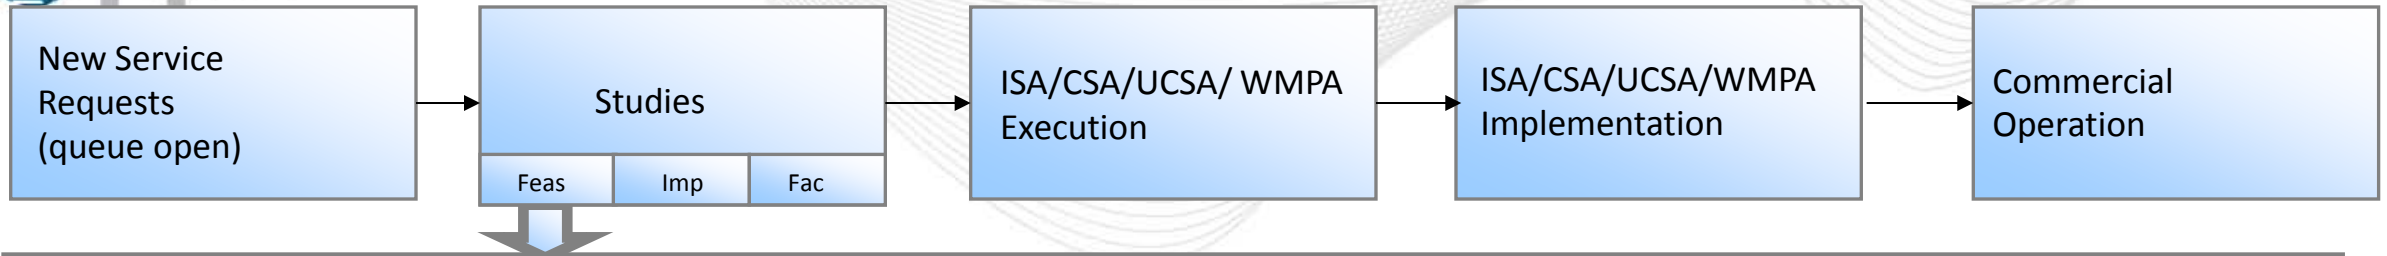 New Service
Requests
(queue open)
Studies
Feas
Imp
Fac
ISA/CSA/UCSA/ WMPA
Execution
ISA/CSA/UCSA/WMPA
Implementation
Commercial
Operation